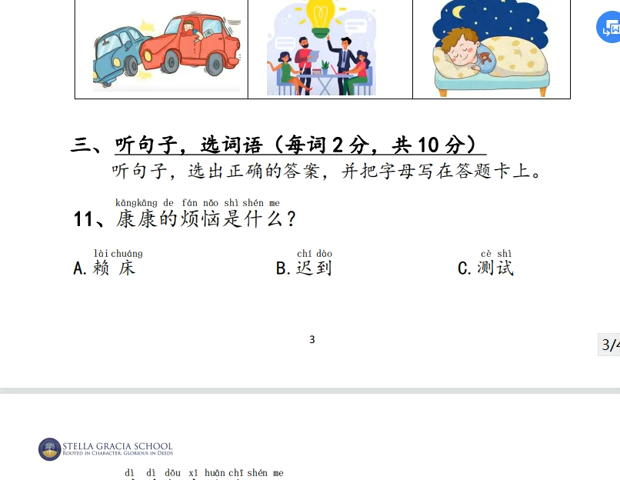 三、听句子，选词语（每词2分，共10分）
听句子，选出正确的答案，并把字母写在答题卡上。
kāngkāng de fán nǎo shì shén me
11、康康的烦恼是什么？
lài chuáng chí dào cè shì
A.赖 床 B.迟到 C.测试
3
3/4
STELLA GRACIA SCHOOL
ROOTED IN CHARACTER, GLORIOUS IN DEEDS
dì dì dōu xǐ huān chī shén me